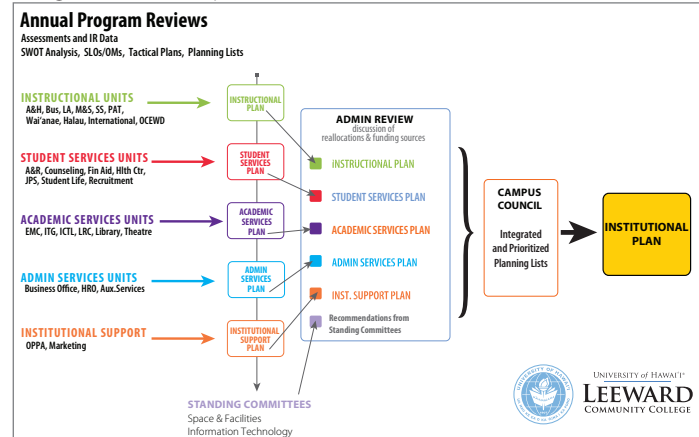 Annual Program Reviews
Assessments and IR Data
SWOT Analysis, SLOs/OMs, Tactical Plans, Planning Lists
INSTRUCTIONAL UNITS
A&H, Bus, LA, M&S, SS, PAT,
Wai'anae, Halau, International, OCEWD
STUDENT SERVICES UNITS
A&R, Counseling, Fin Aid, Hlth Ctr,
JPS, Student Life, Recruitment
ACADEMIC SERVICES UNITS
EMC, ITG, ICTL, LRC, Library, Theatre
ADMIN SERVICES UNITS
Business Office, HRO, Aux.Services
INSTITUTIONAL SUPPORT
OPPA, Marketing
INSTRUCTIONAL
PLAN
STUDENT
SERVICES
PLAN
ACADEMIC
SERVICES
PLAN
ADMIN
SERVICES
PLAN
INSTITUTIONAL
SUPPORT
PLAN
STANDING COMMITTEES
Space & Facilities
Information Technology
ADMIN REVIEW
discussion of
reallocations & funding sources
INSTRUCTIONAL PLAN
STUDENT SERVICES PLAN
ACADEMIC SERVICES PLAN
ADMIN SERVICES PLAN
INST. SUPPORT PLAN
Recommendations from
Standing Committees
CAMPUS
COUNCIL
Integrated
and Prioritized
Planning Lists
INSTITUTIONAL
PLAN
UNIVERSITY OF HAWAI'I
LEEWARD
COMMUNITY COLLEGE